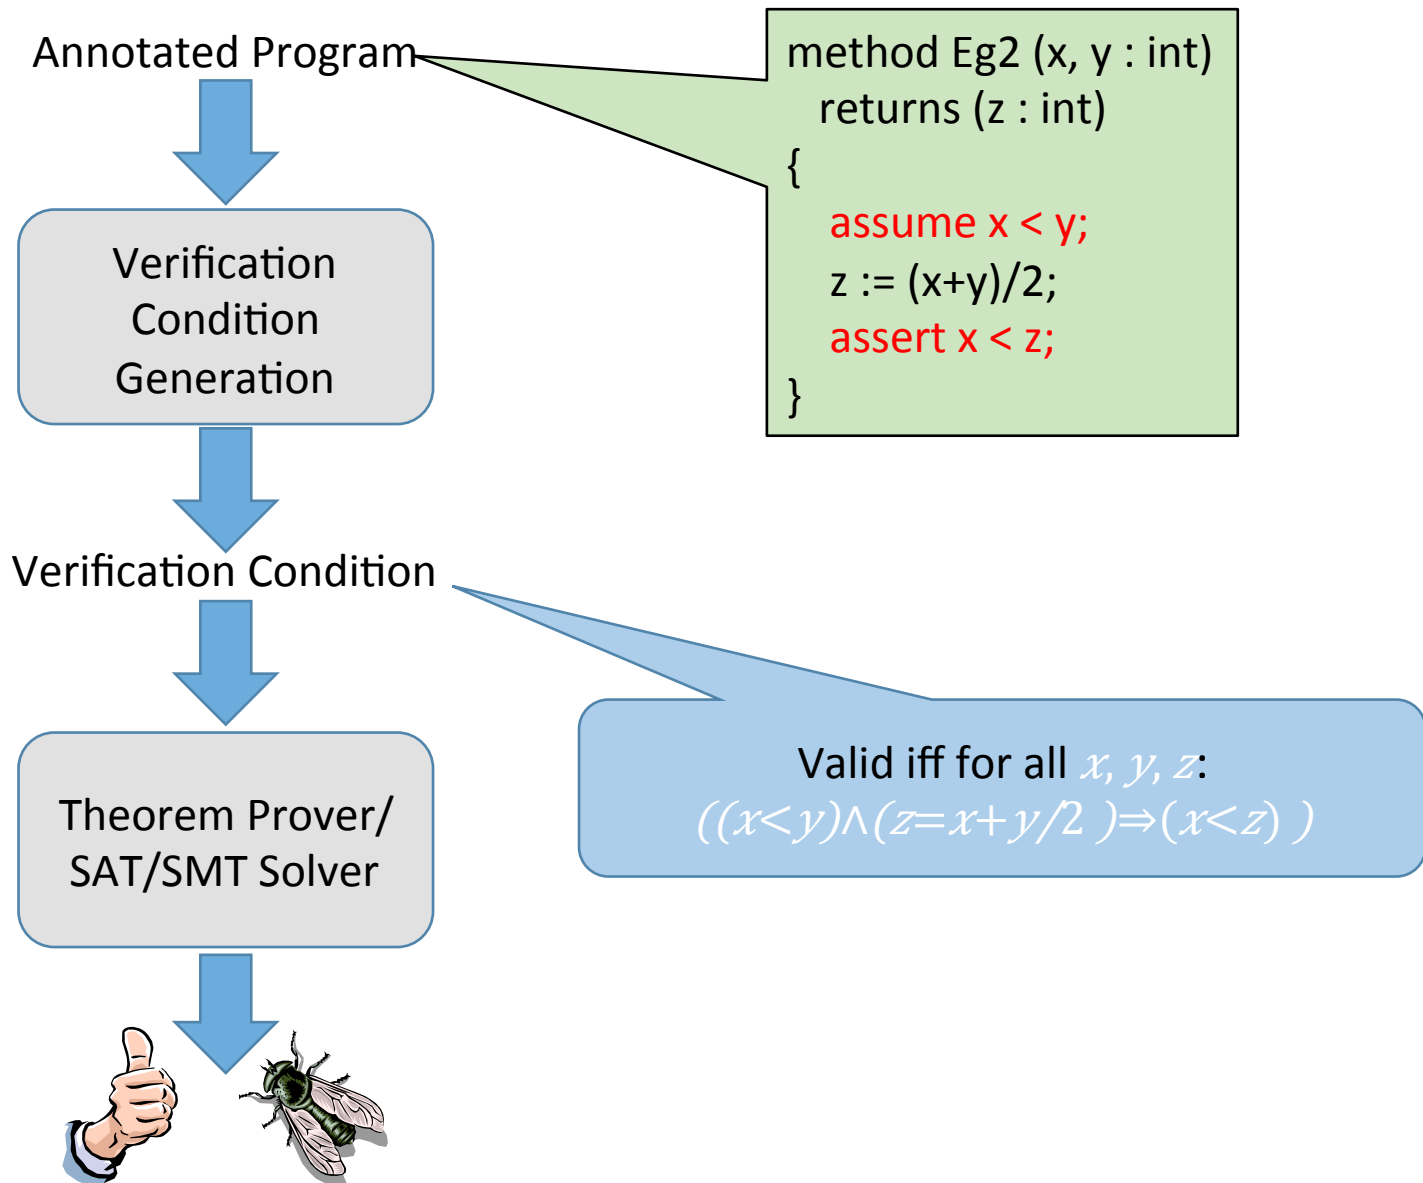 Annotated Program
method Eg2 (x, y : int)
returns (z : int)
{
assume x < y;
z := (x+y)/2;
assert x < z;
}
Verification
Condition
Generation
Verification Condition
Valid iff for all x, y, z:
((x<y)∧(z=x+y/2 )⇒(x<z) )
Theorem Prover/
SAT/SMT Solver